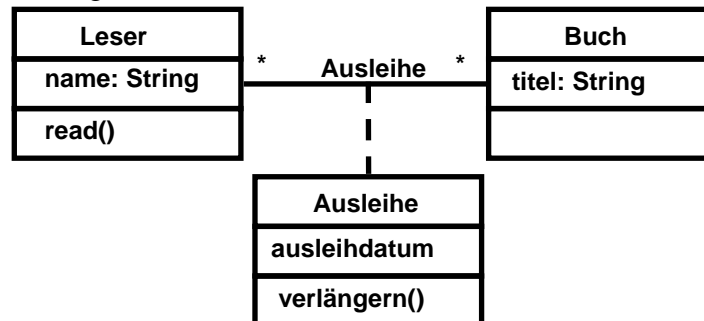 Leser
name: String
read()
* Ausleihe *
Buch
titel: String
Ausleihe
ausleihdatum
verlängern()